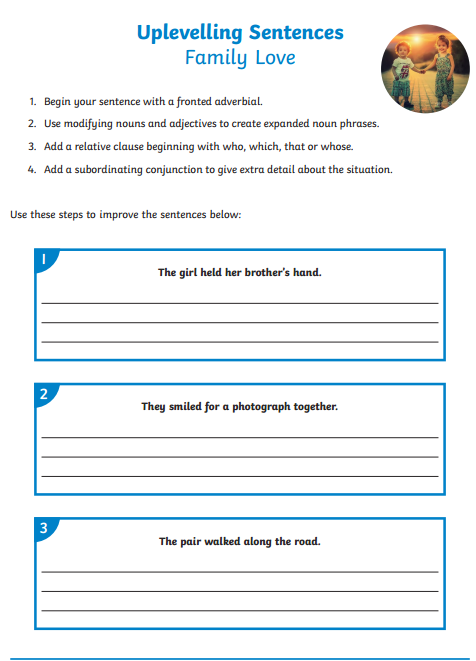 Uplevelling Sentences
Family Love
1. Begin your sentence with a fronted adverbial.
2. Use modifying nouns and adjectives to create expanded noun phrases.
3. Add a relative clause beginning with who, which, that or whose.
4. Add a subordinating conjunction to give extra detail about the situation.
Use these steps to improve the sentences below:
1
The girl held her brother's hand.
2
They smiled for a photograph together.
3
The pair walked along the road.